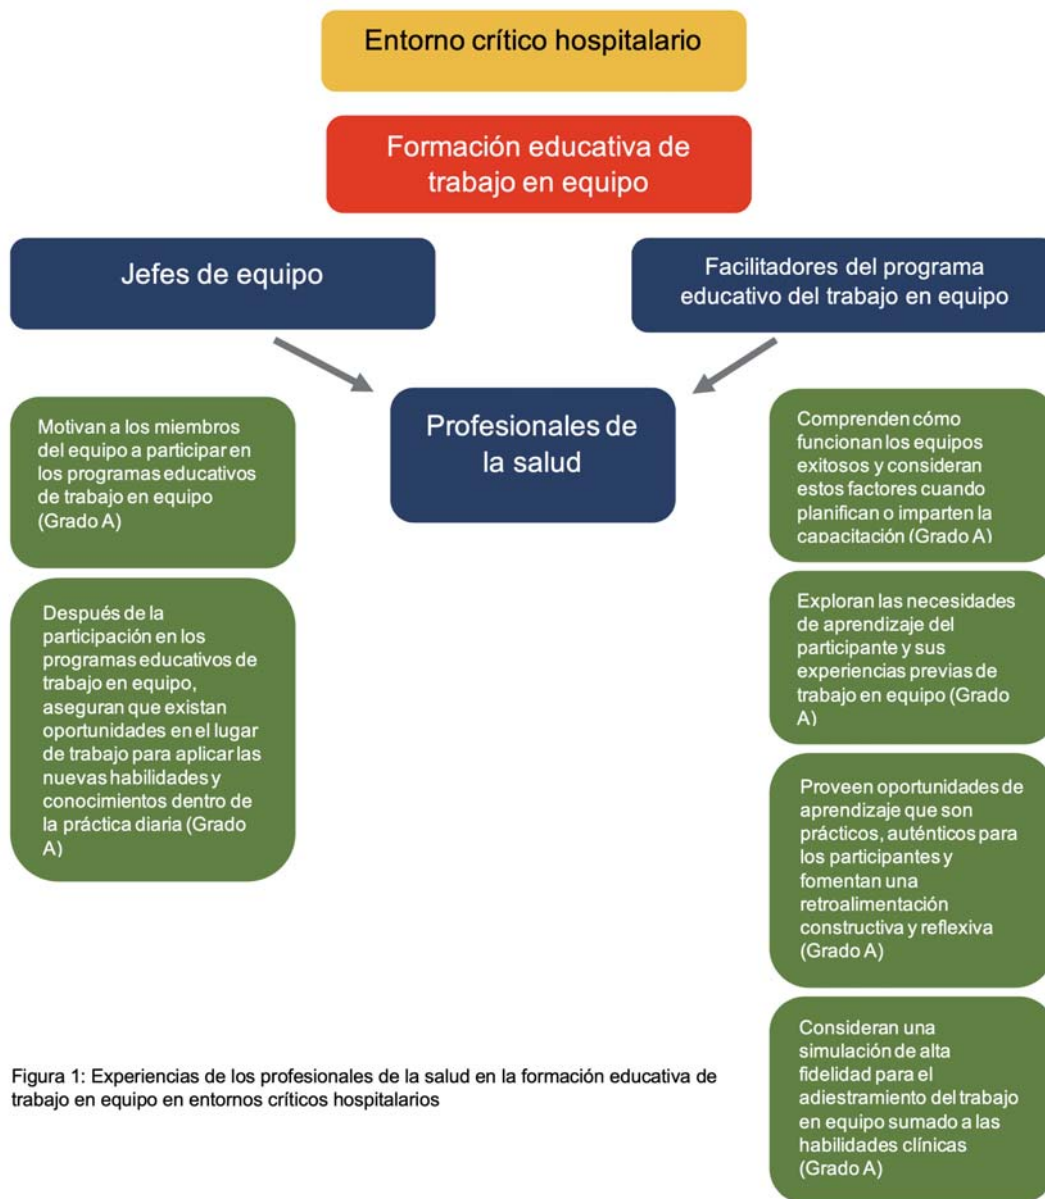 Entorno crítico hospitalario
Formación educativa de
trabajo en equipo
Jefes de equipo
Facilitadores del programa
educativo del trabajo en equipo
Profesionales de
la salud
Motivan a los miembros
del equipo a participar en
los programas educativos
de trabajo en equipo
(Grado A)
Después de la
participación en los
programas educativos de
trabajo en equipo,
aseguran que existan
oportunidades en el lugar
de trabajo para aplicar las
nuevas habilidades y
conocimientos dentro de
la práctica diaria (Grado
A)
Comprenden cómo
funcionan los equipos
exitosos y consideran
estos factores cuando
planifican o imparten la
capacitación (Grado A)
Exploran las necesidades
de aprendizaje del
participante y sus
experiencias previas de
trabajo en equipo (Grado
A)
Proveen oportunidades de
aprendizaje que son
prácticos, auténticos para
los participantes y
fomentan una
retroalimentación
constructiva y reflexiva
(Grado A)
Consideran una
simulación de alta
fidelidad para el
adiestramiento del trabajo
en equipo sumado a las
habilidades clínicas
(Grado A)
Figura 1: Experiencias de los profesionales de la salud en la formación educativa de
trabajo en equipo en entornos críticos hospitalarios